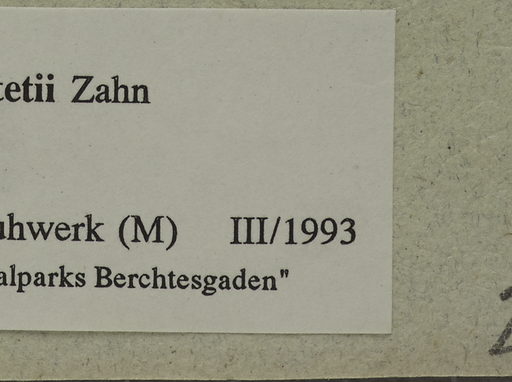 tetii Zahn
uhwerk (M) III/1993
alparks Berchtesgaden"